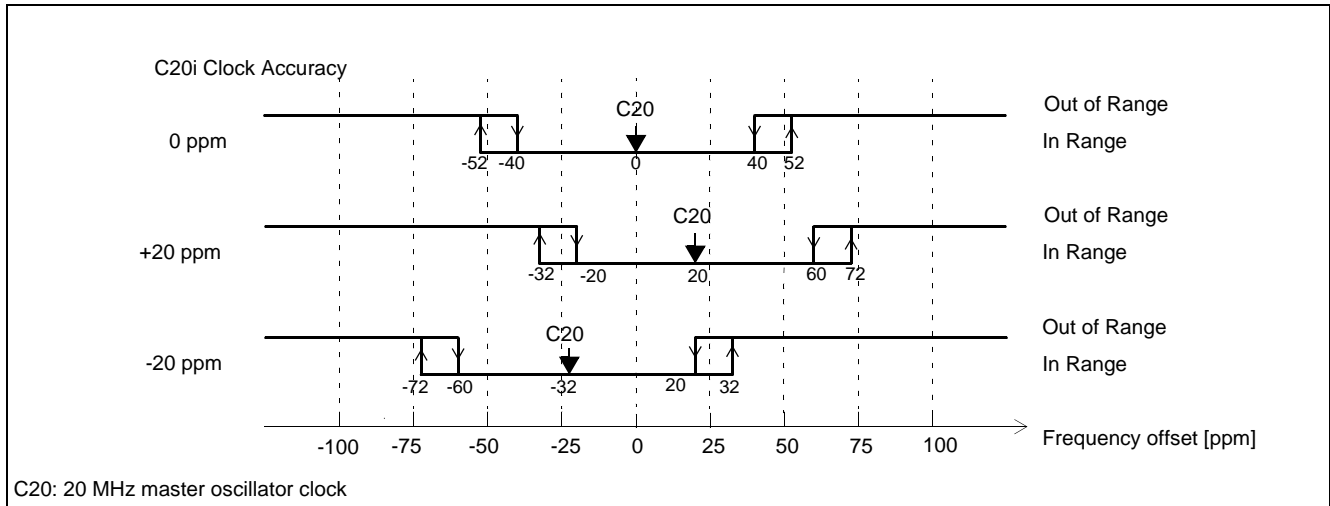 C20i Clock Accuracy
C20
Out of Range
0 ppm
In Range
-52 -40 0 40 52
C20
Out of Range
+20 ppm
In Range
-32 -20 20 60 72
C20
Out of Range
-20 ppm
In Range
-72 -60 -32 20 32
-100 -75 -50 -25 0 25 50 75 100
Frequency offset [ppm]
C20: 20 MHz master oscillator clock